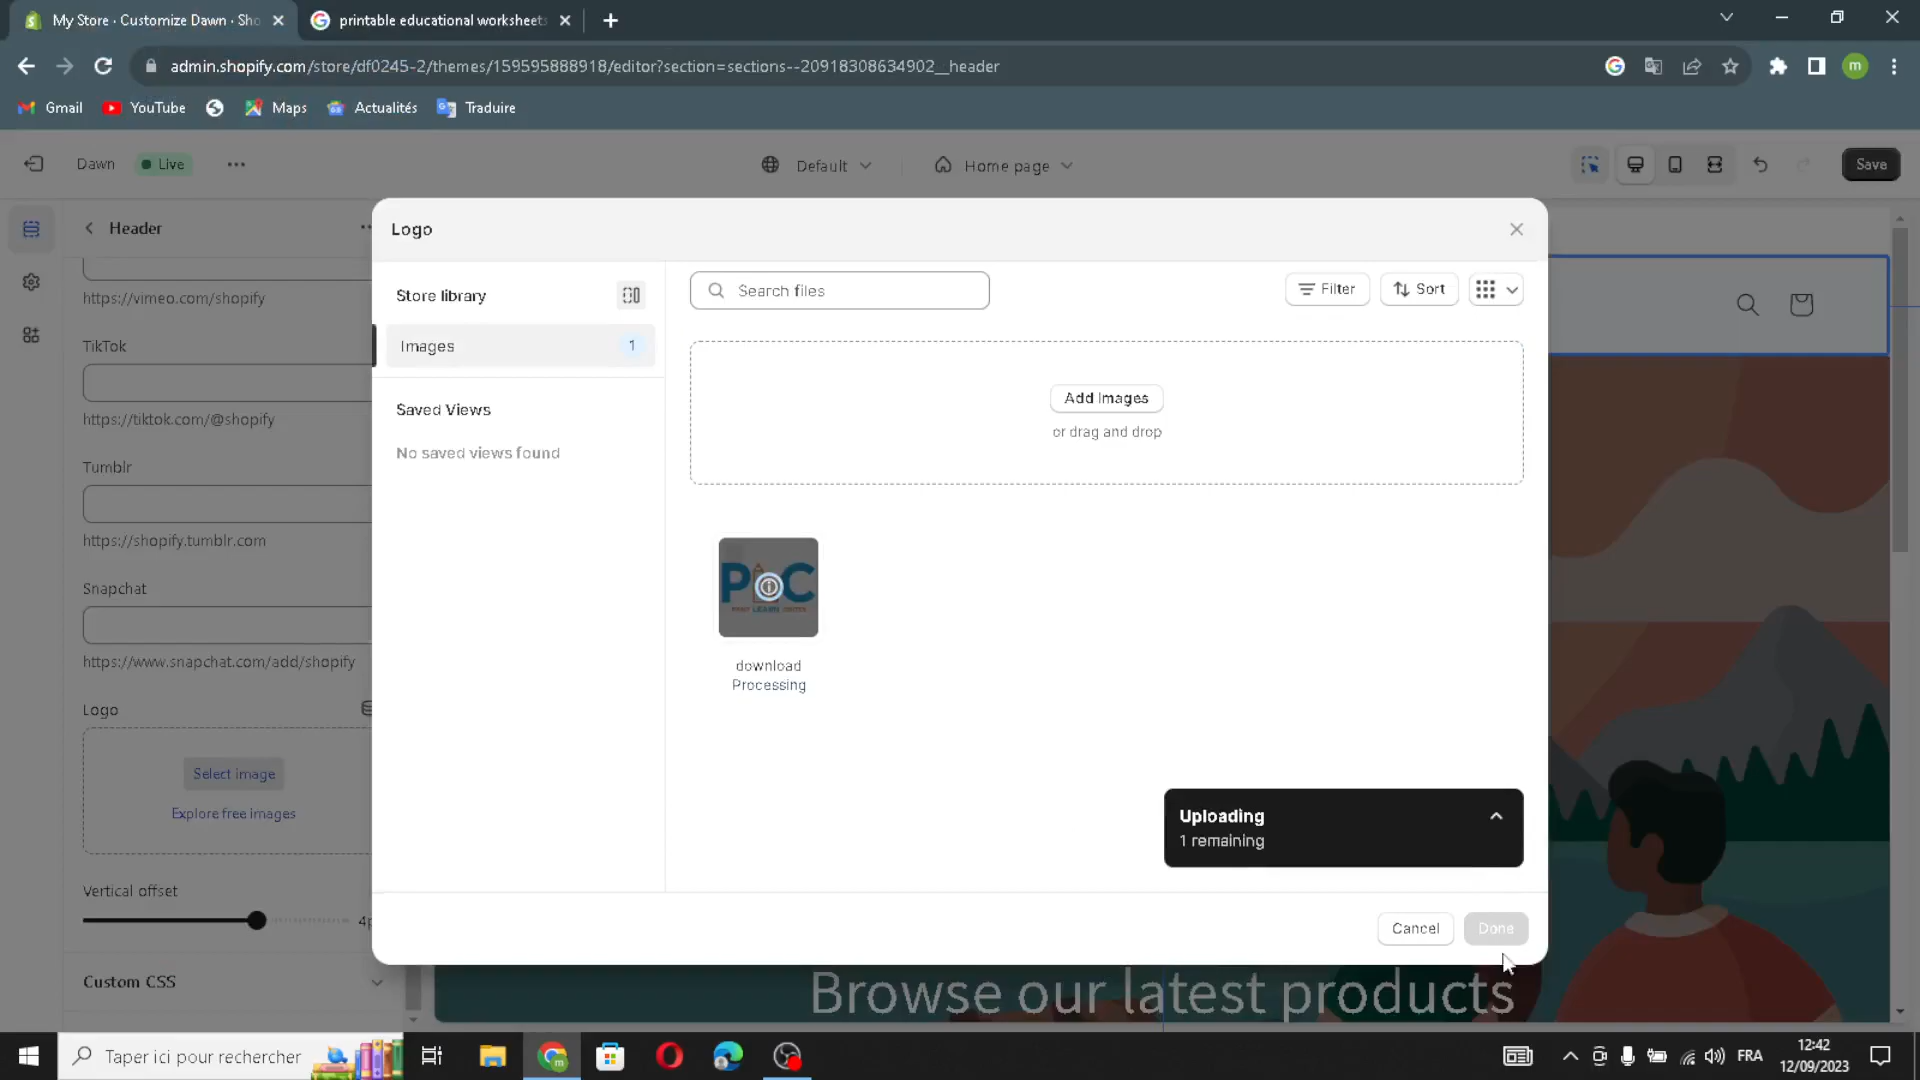 My Store · Customize Dawn · Sho
printable educational worksheets
admin.shopify.com/store/df0245-2/themes/159595888918/editor?section=sections--20918308634902__header
m
Gmail
YouTube
Maps
Actualités
Traduire
Dawn
Live
Default
Home page
Save
Header
https://vimeo.com/shopify
TikTok
https://tiktok.com/@shopify
Tumblr
https://shopify.tumblr.com
Snapchat
https://www.snapchat.com/add/shopify
Logo
Select image
Explore free images
Vertical offset
Custom CSS
Logo
Store library
Images
1
Saved Views
No saved views found
Search files
Filter
Sort
Add images
or drag and drop
download
Processing
Uploading
1 remaining
Cancel
Done
Browse our latest products
Taper ici pour rechercher
FRA
12:42
12/09/2023